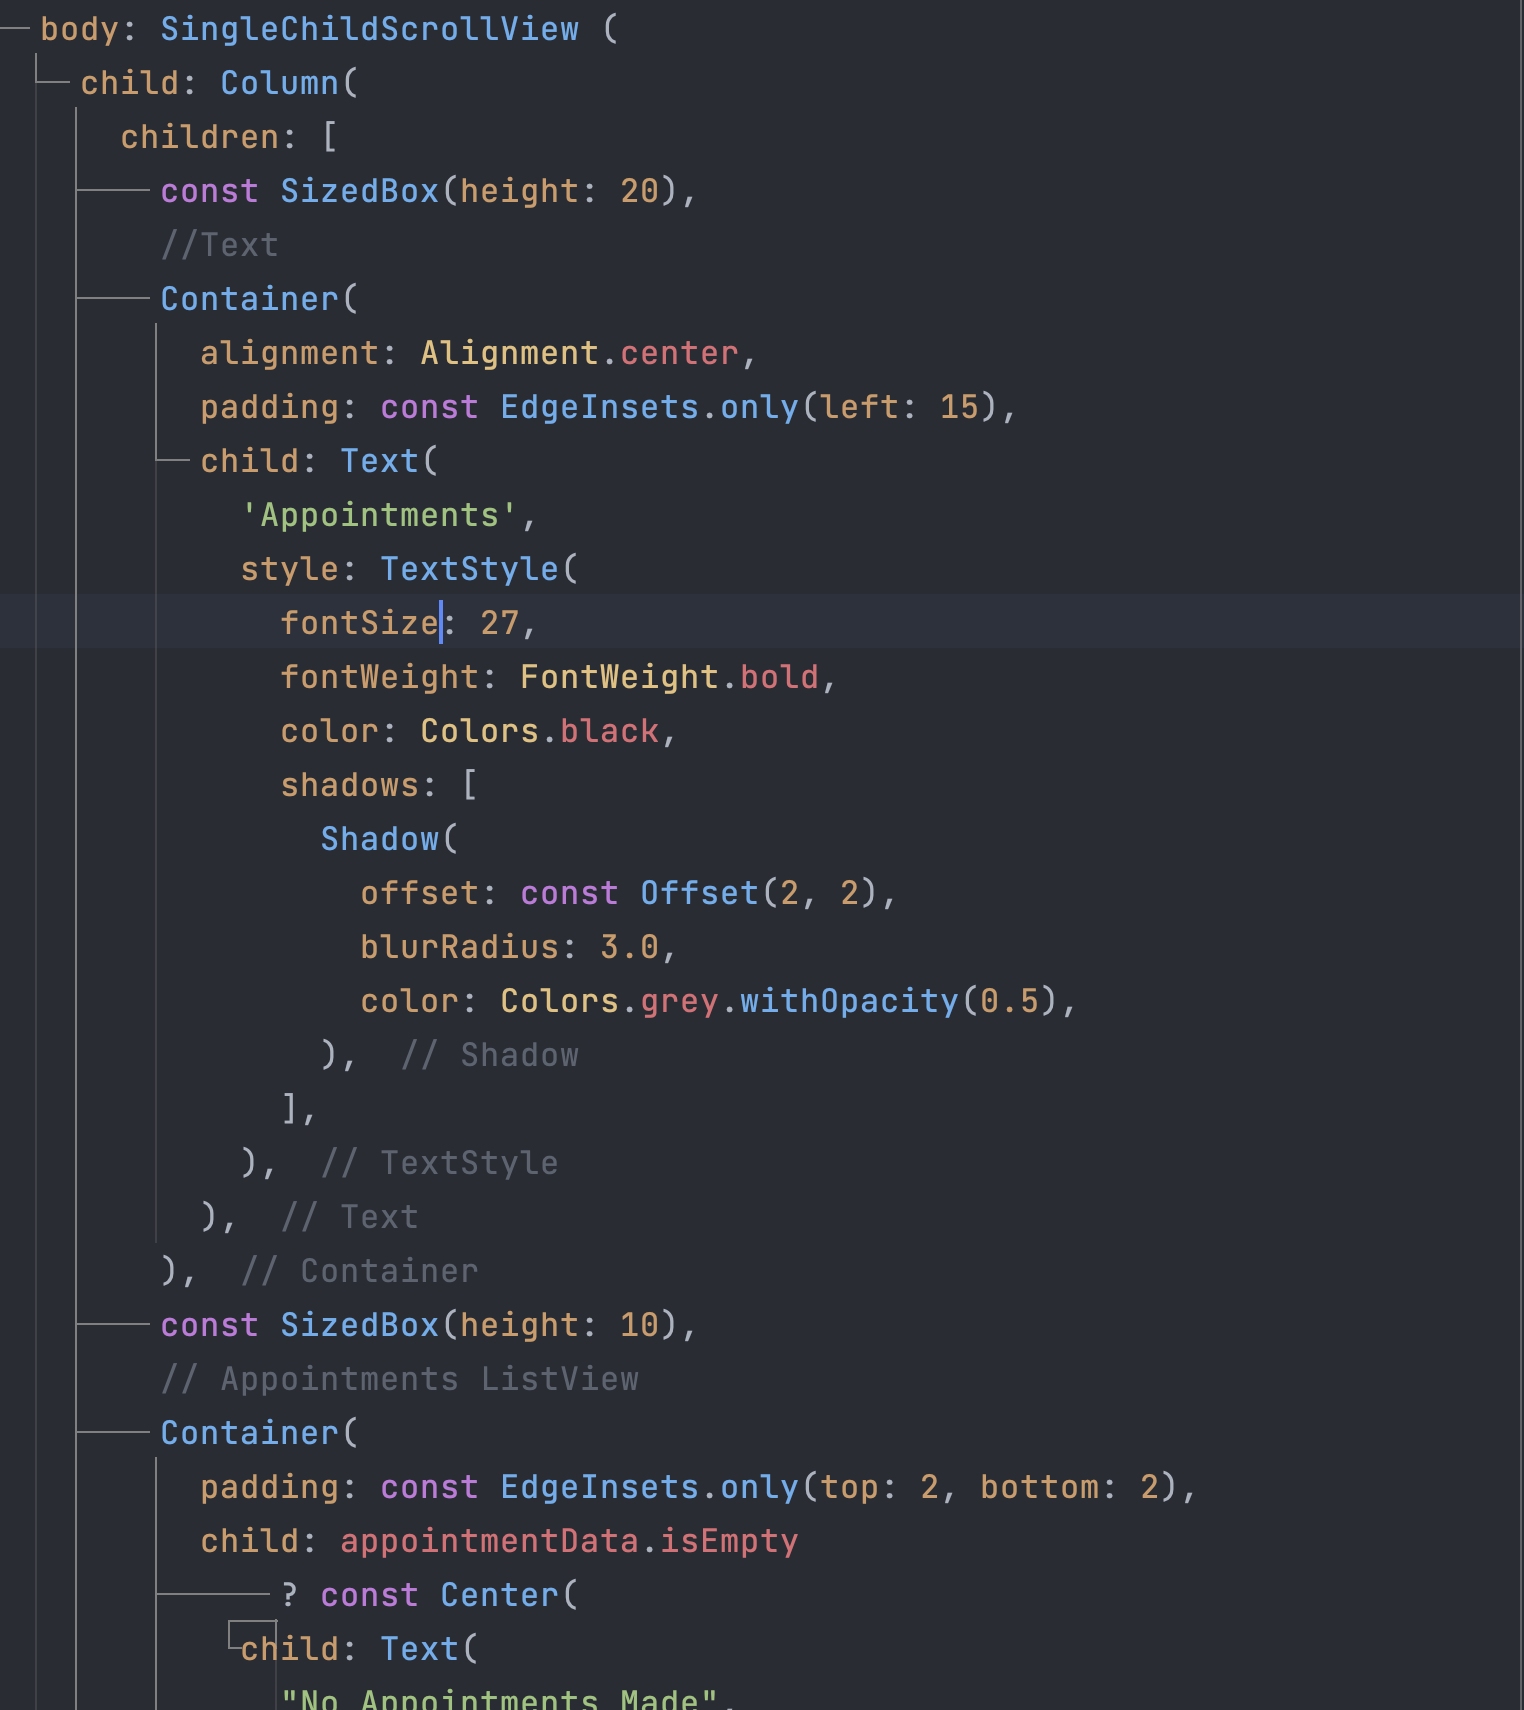 body: SingleChildScrollView (
child: Column(
children: [
const SizedBox(height: 20),
//Text
Container(
alignment: Alignment.center,
padding: const EdgeInsets.only(left: 15),
child: Text(
'Appointments',
style: TextStyle(
fontSize: 27,
fontWeight: FontWeight.bold,
color: Colors.black,
shadows: [
Shadow(
offset: const Offset(2, 2),
blurRadius: 3.0,
color: Colors.grey.withOpacity(0.5),
),  // Shadow
],
),  // TextStyle
),  // Text
),  // Container
const SizedBox(height: 10),
// Appointments ListView
Container(
padding: const EdgeInsets.only(top: 2, bottom: 2),
child: appointmentData.isEmpty
? const Center(
child: Text(
"No Appointments Made",